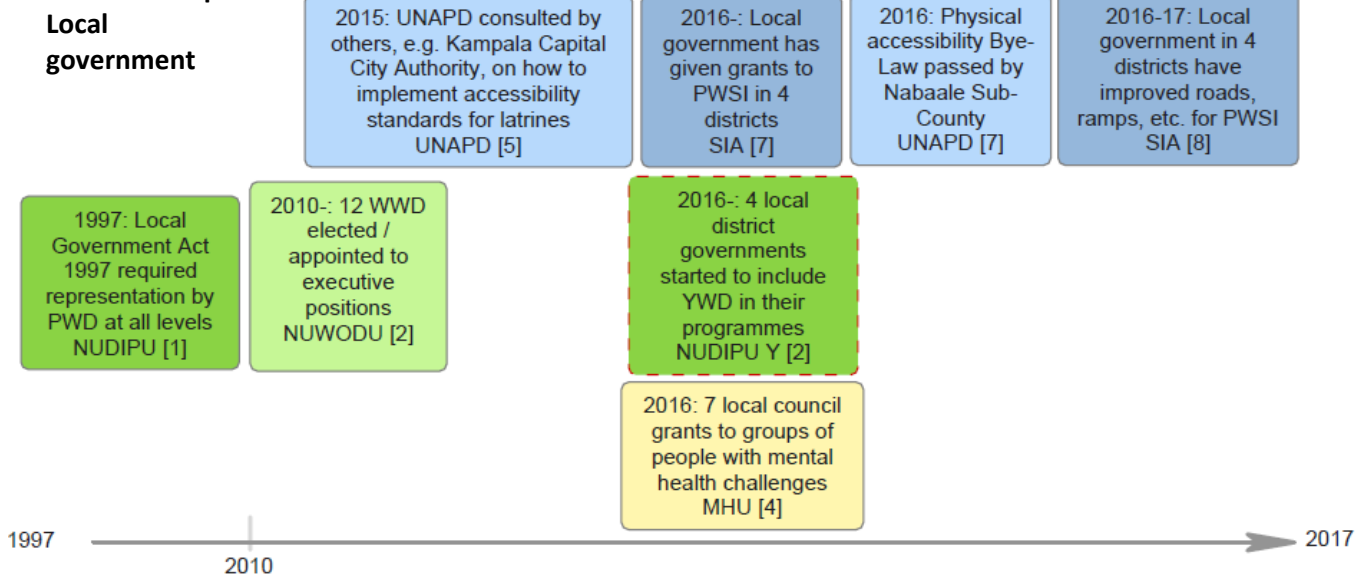 Local
government
2015: UNAPD consulted by
others, e.g. Kampala Capital
City Authority, on how to
implement accessibility
standards for latrines
UNAPD [5]
2016-: Local
government has
given grants to
PWSI in 4
districts
SIA [7]
2016: Physical
accessibility Bye-
Law passed by
Nabaale Sub-
County
UNAPD [7]
2016-17: Local
government in 4
districts have
improved roads,
ramps, etc. for PWSI
SIA [8]
1997: Local
Government Act
1997 required
representation by
PWD at all levels
NUDIPU [1]
2010-: 12 WWD
elected /
appointed to
executive
positions
NUWODU [2]
2016-: 4 local
district
governments
started to include
YWD in their
programmes
NUDIPU Y [2]
2016: 7 local council
grants to groups of
people with mental
health challenges
MHU [4]
1997
2010
2017